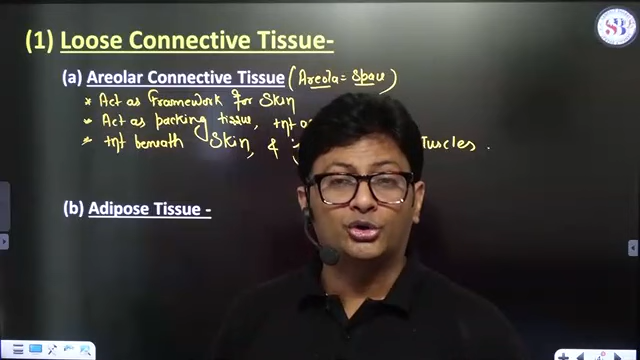 (1) Loose Connective Tissue-
(a) Areolar Connective Tissue (Areola = Space)
* Act as Framework for Skin
* Act as packing tissue,
* beneath Skin, & Muscles.
(b) Adipose Tissue -
SB